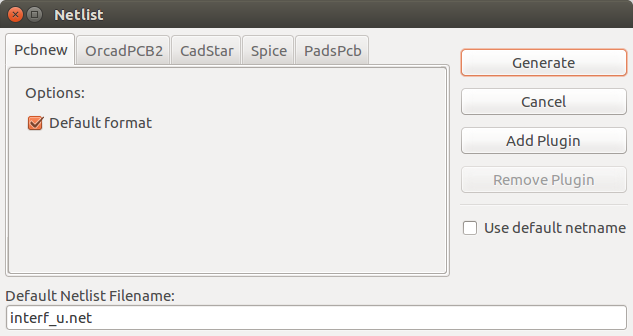 Netlist
Pcbnew OrcadPCB2 CadStar Spice PadsPcb
Options:
Default format
Generate
Cancel
Add Plugin
Remove Plugin
Use default netname
Default Netlist Filename:
interf_u.net